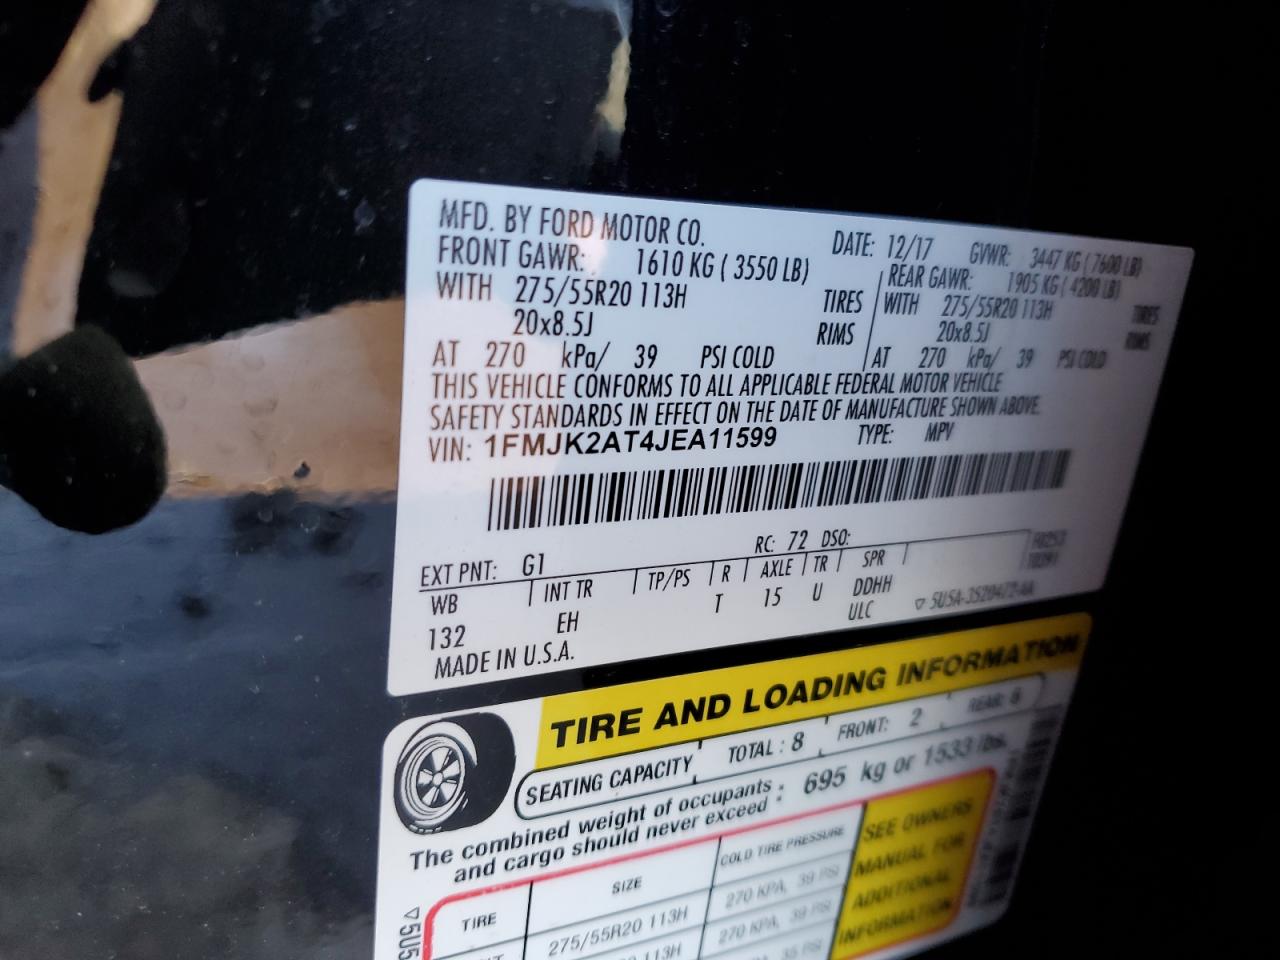 MFD. BY FORD MOTOR CO.
DATE: 12/17 GVWR: 3447 KG ( 7600 LB)
FRONT GAWR: 1610 KG ( 3550 LB)
REAR GAWR: 1905 KG ( 4200 LB)
WITH 275/55R20 113H TIRES
WITH 275/55R20 113H TIRES
20x8.5J RIMS
20x8.5J RIMS
AT 270 kPa/ 39 PSI COLD
AT 270 kPa/ 39 PSI COLD
THIS VEHICLE CONFORMS TO ALL APPLICABLE FEDERAL MOTOR VEHICLE
SAFETY STANDARDS IN EFFECT ON THE DATE OF MANUFACTURE SHOWN ABOVE.
VIN: 1FMJK2AT4JEA11599 TYPE: MPV
EXT PNT: G1 RC: 72 DSO:
WB INT TR TP/PS R AXLE TR SPR
132 EH T 15 U DDHH
MADE IN U.S.A. ULC
TIRE AND LOADING INFORMATION
SEATING CAPACITY TOTAL : 8 FRONT: 2 REAR: 6
The combined weight of occupants and cargo should never exceed : 695 kg or 1533 lbs.
TIRE SIZE COLD TIRE PRESSURE
275/55R20 113H 270 KPA, 39 PSI
113H 270 KPA, 39 PSI
35 PSI
SEE OWNERS
MANUAL FOR
ADDITIONAL
INFORMATION